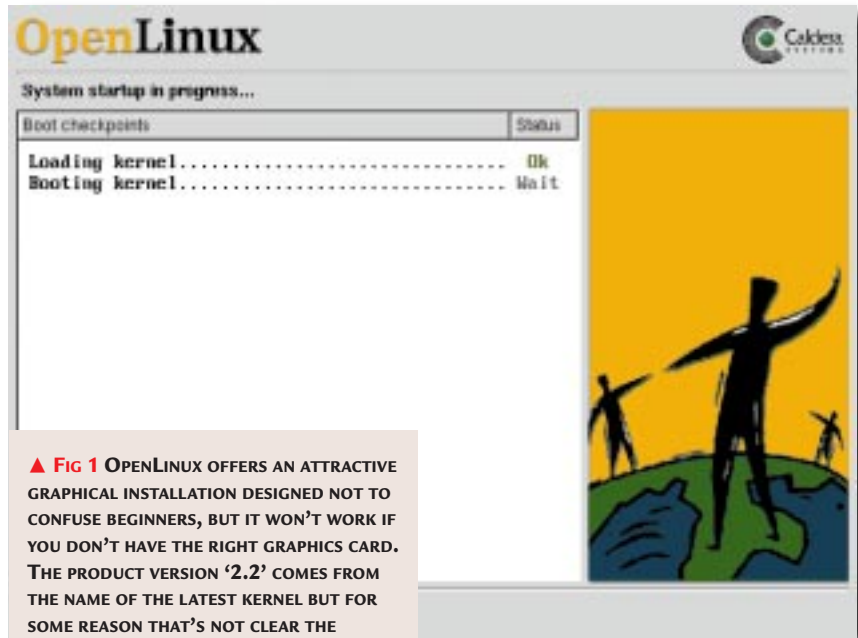 OpenLinux
Caldera
SYSTEMS
System startup in progress...
Boot checkpoints Status
Loading kernel............................... Ok
Booting kernel............................... Wait
▲ FIG 1 OPENLINUX OFFERS AN ATTRACTIVE
GRAPHICAL INSTALLATION DESIGNED NOT TO
CONFUSE BEGINNERS, BUT IT WON'T WORK IF
YOU DON'T HAVE THE RIGHT GRAPHICS CARD.
THE PRODUCT VERSION ‘2.2’ COMES FROM
THE NAME OF THE LATEST KERNEL BUT FOR
SOME REASON THAT'S NOT CLEAR THE